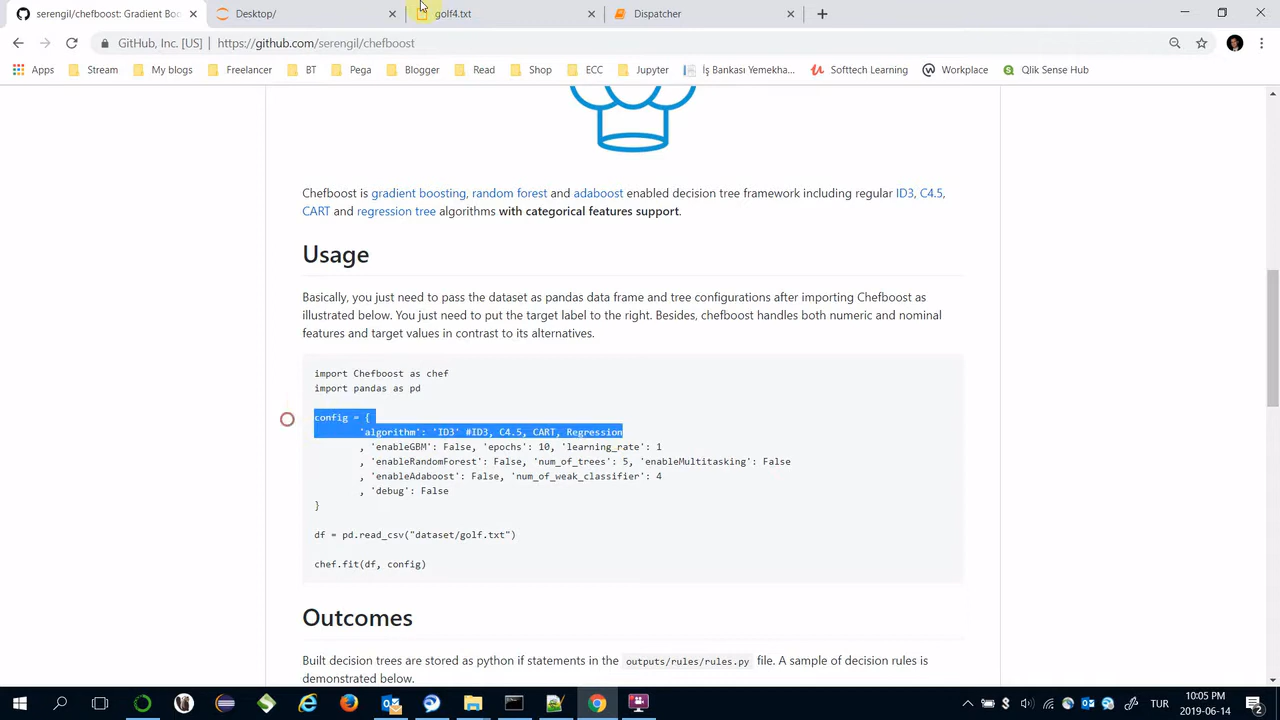 serengil/chefboost: Gradient Boo
Desktop/
golf4.txt
Dispatcher
GitHub, Inc. [US]
https://github.com/serengil/chefboost
Apps
Stream
My blogs
Freelancer
BT
Pega
Blogger
Read
Shop
ECC
Jupyter
İş Bankası Yemekha...
Softtech Learning
Workplace
Qlik Sense Hub
Chefboost is gradient boosting, random forest and adaboost enabled decision tree framework including regular ID3, C4.5,
CART and regression tree algorithms with categorical features support.
Usage
Basically, you just need to pass the dataset as pandas data frame and tree configurations after importing Chefboost as
illustrated below. You just need to put the target label to the right. Besides, chefboost handles both numeric and nominal
features and target values in contrast to its alternatives.
import Chefboost as chef
import pandas as pd
config = {
'algorithm': 'ID3' #ID3, C4.5, CART, Regression
, 'enableGBM': False, 'epochs': 10, 'learning_rate': 1
, 'enableRandomForest': False, 'num_of_trees': 5, 'enableMultitasking': False
, 'enableAdaboost': False, 'num_of_weak_classifier': 4
, 'debug': False
}
df = pd.read_csv("dataset/golf.txt")
chef.fit(df, config)
Outcomes
Built decision trees are stored as python if statements in the outputs/rules/rules.py file. A sample of decision rules is
demonstrated below.
TUR
10:05 PM
2019-06-14
2